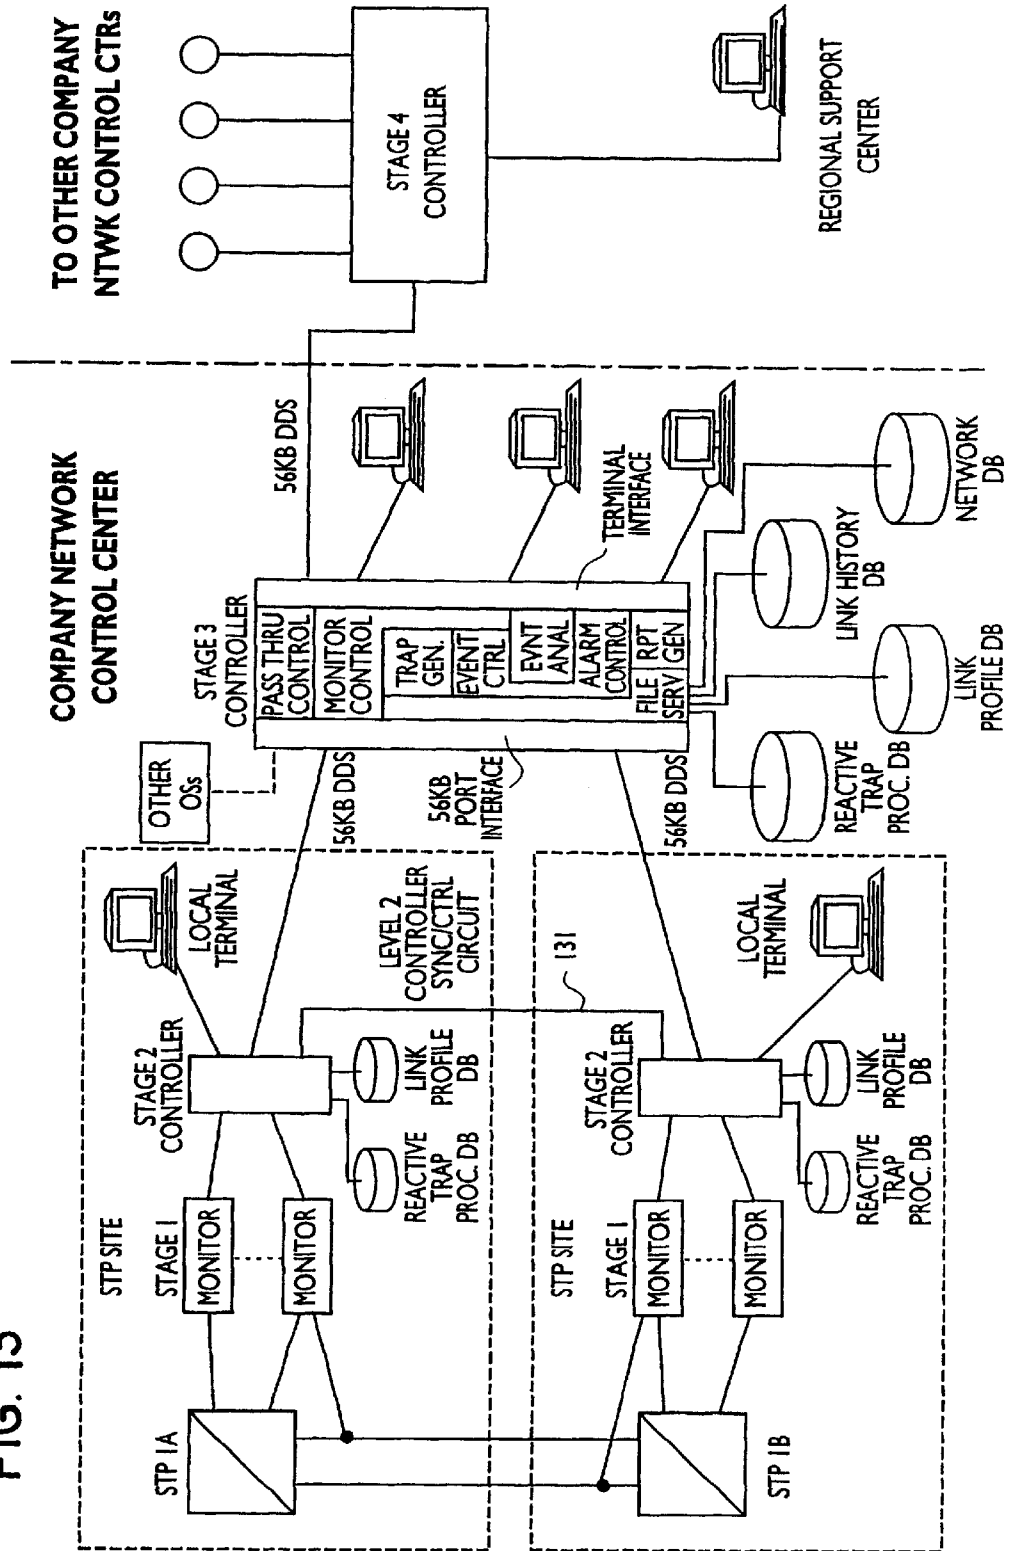 FIG. 13
STP SITE
STP 1A
STAGE 1
MONITOR
MONITOR
STAGE 2
CONTROLLER
LOCAL
TERMINAL
REACTIVE
TRAP
PROC. DB
LINK
PROFILE
DB
LEVEL 2
CONTROLLER
SYNC/CTRL
CIRCUIT
131
STP SITE
STP 1B
STAGE 1
MONITOR
MONITOR
STAGE 2
CONTROLLER
LOCAL
TERMINAL
REACTIVE
TRAP
PROC. DB
LINK
PROFILE
DB
COMPANY NETWORK
CONTROL CENTER
OTHER
OSs
STAGE 3
CONTROLLER
PASS THRU
CONTROL
MONITOR
CONTROL
TRAP
GEN.
EVENT
CTRL
EVNT
ANAL
ALARM
CONTROL
FILE
SERV
RPT
GEN
56KB DDS
56KB
PORT
INTERFACE
56KB DDS
56KB DDS
TERMINAL
INTERFACE
REACTIVE
TRAP
PROC. DB
LINK
PROFILE DB
LINK HISTORY
DB
NETWORK
DB
TO OTHER COMPANY
NTWK CONTROL CTRs
STAGE 4
CONTROLLER
REGIONAL SUPPORT
CENTER